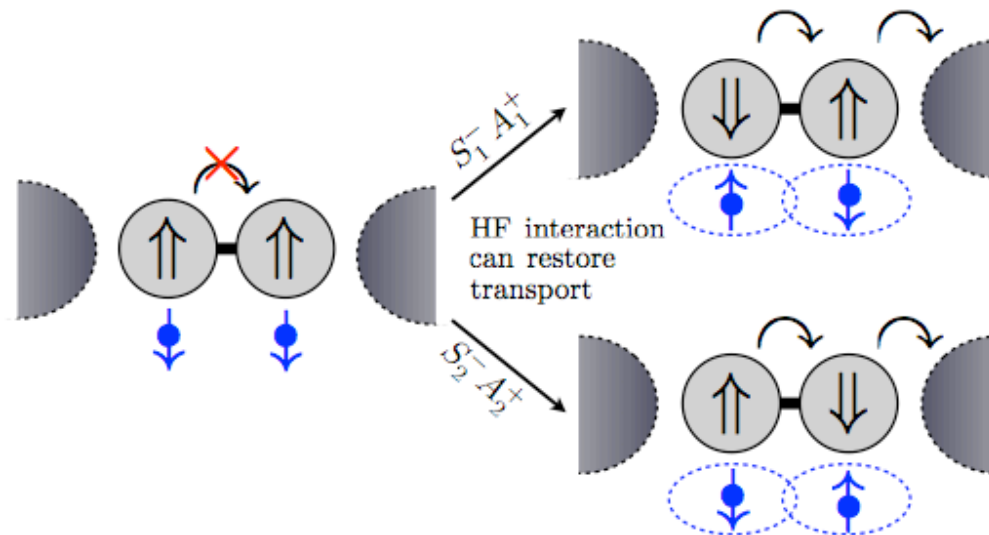 S₁⁻ A₁⁺
HF interaction
can restore
transport
S₂⁻ A₂⁺